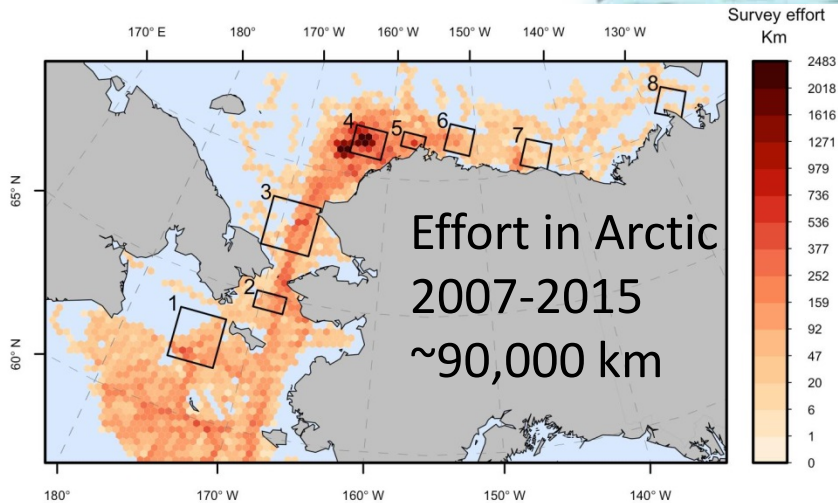 Survey effort
Km
170° E
180°
170° W
160° W
150° W
140° W
130° W
2483
2018
1616
1271
979
736
536
377
252
159
92
47
20
6
1
0
65° N
60° N
8
4
5
6
7
3
2
1
Effort in Arctic
2007-2015
~90,000 km
180°
170° W
160° W
150° W
140° W